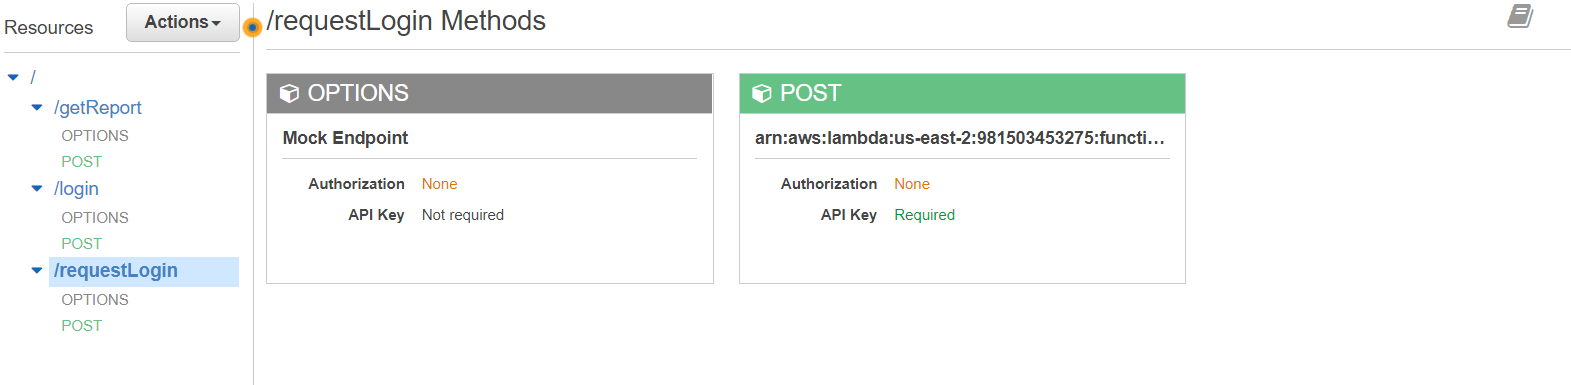 Resources
Actions
/
/getReport
OPTIONS
POST
/login
OPTIONS
POST
/requestLogin
OPTIONS
POST
/requestLogin Methods
OPTIONS
Mock Endpoint
Authorization None
API Key Not required
POST
arn:aws:lambda:us-east-2:981503453275:functi...
Authorization None
API Key Required